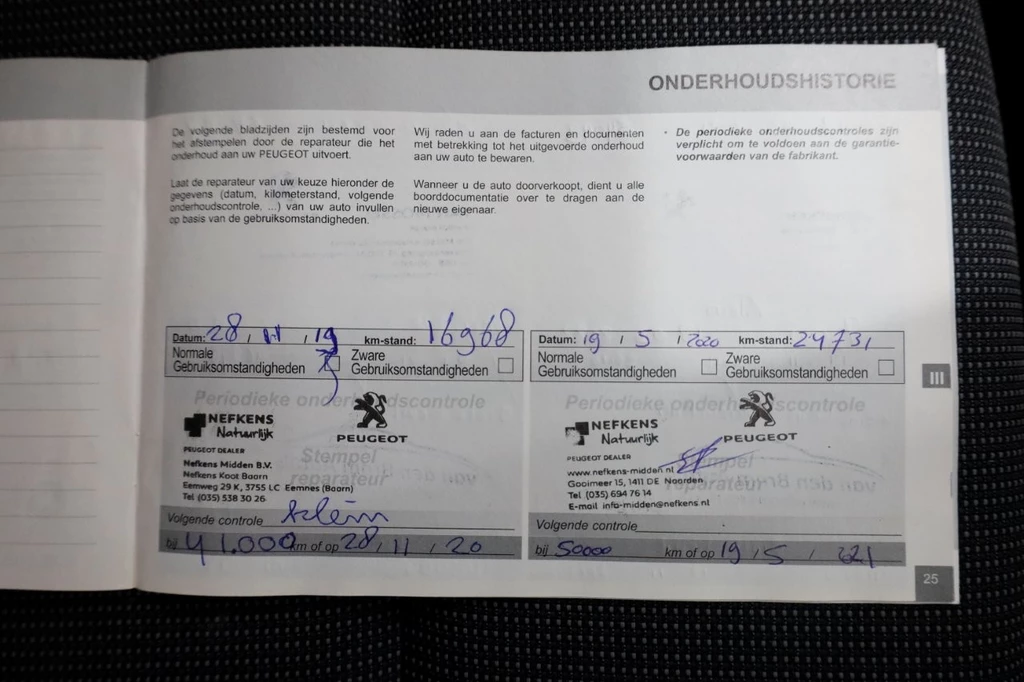 ONDERHOUDSHISTORIE
De volgende bladzijden zijn bestemd voor
het afstempelen door de reparateur die het
onderhoud aan uw PEUGEOT uitvoert.
Laat de reparateur van uw keuze hieronder de
gegevens (datum, kilometerstand, volgende
onderhoudscontrole, ...) van uw auto invullen
op basis van de gebruiksomstandigheden.
Wij raden u aan de facturen en documenten
met betrekking tot het uitgevoerde onderhoud
aan uw auto te bewaren.
Wanneer u de auto doorverkoopt, dient u alle
boorddocumentatie over te dragen aan de
nieuwe eigenaar.
• De periodieke onderhoudscontroles zijn
verplicht om te voldoen aan de garantie-
voorwaarden van de fabrikant.
Datum: 28 / 11 / 19 km-stand: 16968
Normale
Gebruiksomstandigheden
Zware
Gebruiksomstandigheden
Periodieke onderhoudscontrole
NEFKENS
Natuurlijk
PEUGEOT
PEUGEOT DEALER
Stempel
reparateur
Nefkens Midden B.V.
Nefkens Koot Baarn
Eemweg 29 K, 3755 LC Eemnes (Baarn)
Tel (035) 538 30 26
Volgende controle klein
bij 41.000 km of op 28 / 11 / 20
Datum: 19 / 5 / 2020 km-stand: 24731
Normale
Gebruiksomstandigheden
Zware
Gebruiksomstandigheden
Periodieke onderhoudscontrole
NEFKENS
Natuurlijk
PEUGEOT
PEUGEOT DEALER
Stempel
reparateur
www.nefkens-midden.nl
Gooimeer 15, 1411 DE Naarden
Tel (035) 694 76 14
E-mail info-midden@nefkens.nl
Volgende controle
bij 50000 km of op 19 / 5 / 221
III
25